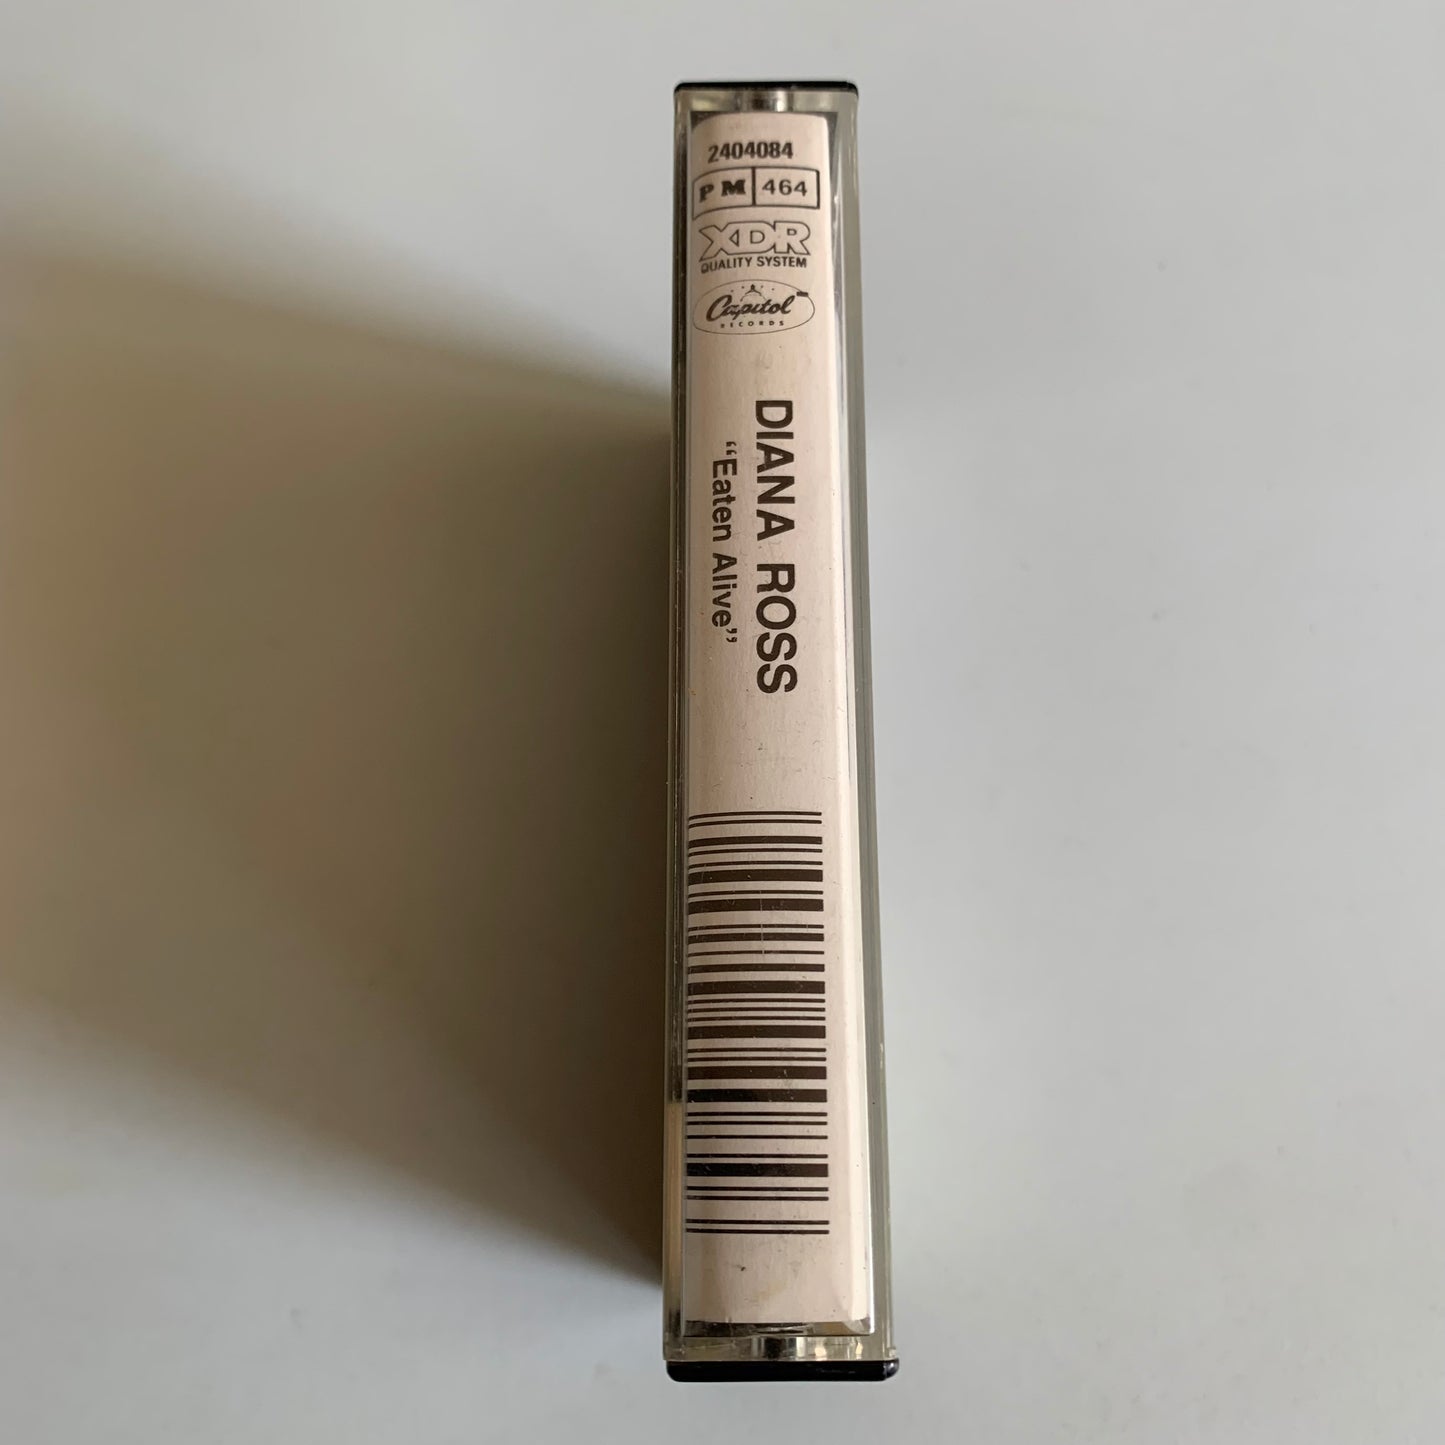 2404084
PM 464
XDR
QUALITY SYSTEM
Capitol
RECORDS
DIANA ROSS
“Eaten Alive”